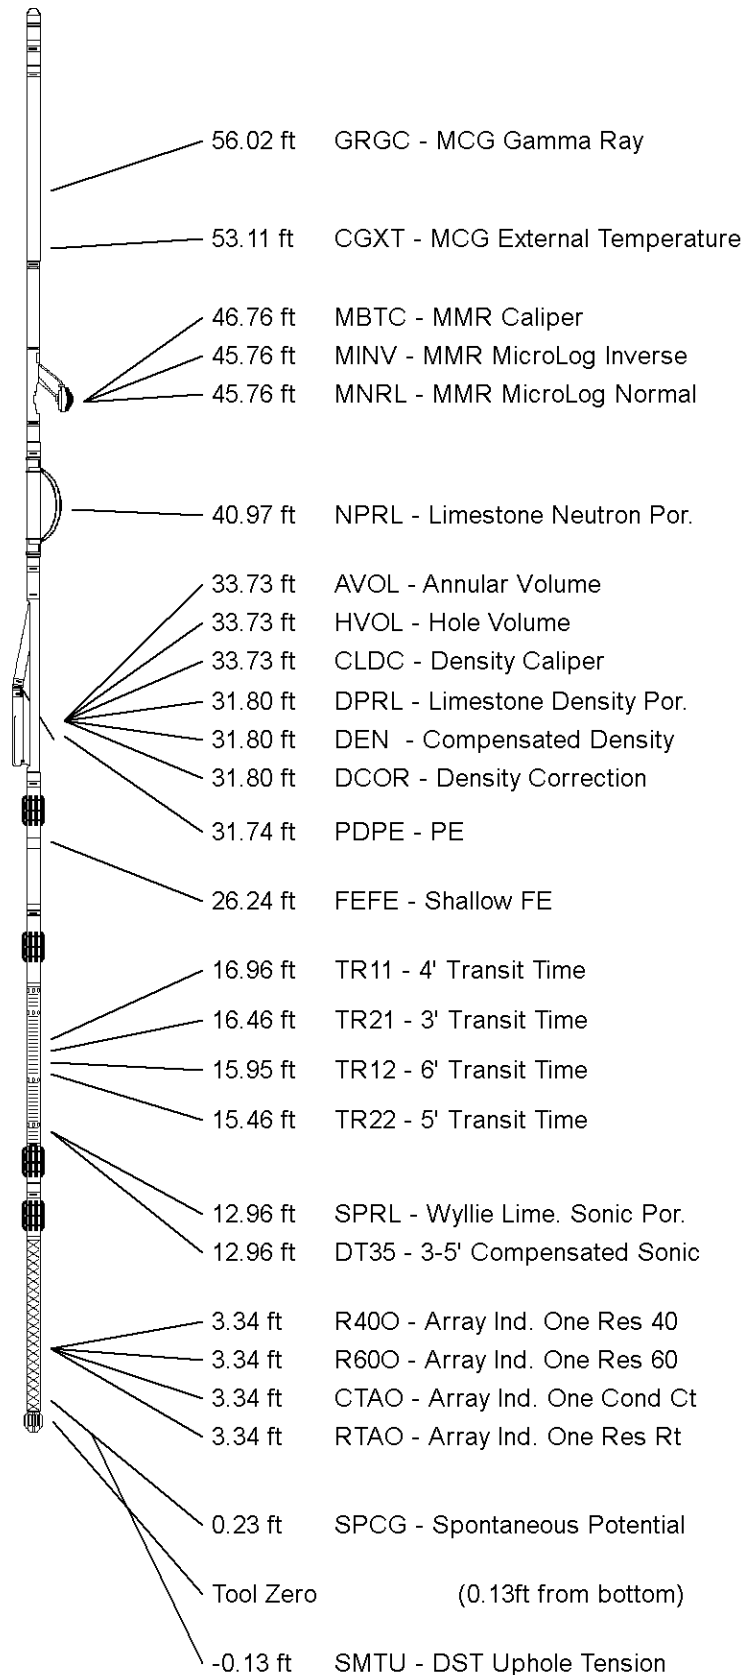 56.02 ft GRGC - MCG Gamma Ray
53.11 ft CGXT - MCG External Temperature
46.76 ft MBTC - MMR Caliper
45.76 ft MINV - MMR MicroLog Inverse
45.76 ft MNRL - MMR MicroLog Normal
40.97 ft NPRL - Limestone Neutron Por.
33.73 ft AVOL - Annular Volume
33.73 ft HVOL - Hole Volume
33.73 ft CLDC - Density Caliper
31.80 ft DPRL - Limestone Density Por.
31.80 ft DEN - Compensated Density
31.80 ft DCOR - Density Correction
31.74 ft PDPE - PE
26.24 ft FEFE - Shallow FE
16.96 ft TR11 - 4' Transit Time
16.46 ft TR21 - 3' Transit Time
15.95 ft TR12 - 6' Transit Time
15.46 ft TR22 - 5' Transit Time
12.96 ft SPRL - Wyllie Lime. Sonic Por.
12.96 ft DT35 - 3-5' Compensated Sonic
3.34 ft R40O - Array Ind. One Res 40
3.34 ft R60O - Array Ind. One Res 60
3.34 ft CTAO - Array Ind. One Cond Ct
3.34 ft RTAO - Array Ind. One Res Rt
0.23 ft SPCG - Spontaneous Potential
Tool Zero (0.13ft from bottom)
-0.13 ft SMTU - DST Uphole Tension